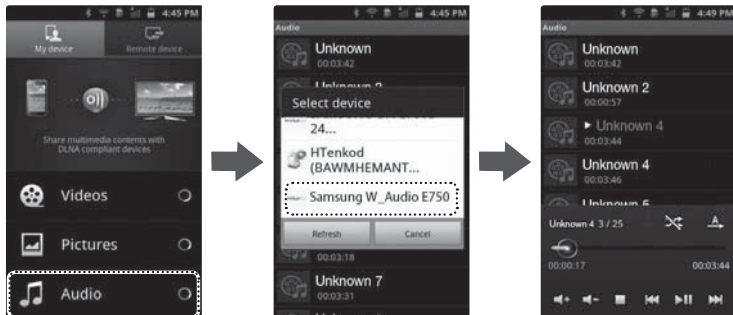 4:45 PM
My device
Remote device
Share multimedia contents with
DLNA compliant devices
Videos
Pictures
Audio
4:45 PM
Audio
Unknown
00:03:42
Select device
24...
HTenkod
(BAWMHEMANT...
Samsung W_Audio E750
Refresh
Cancel
00:03:18
Unknown 7
00:03:31
4:49 PM
Audio
Unknown
00:03:42
Unknown 2
00:00:57
Unknown 4
00:03:44
Unknown 4
00:03:46
Unknown 4 3 / 25
A
00:00:17
00:03:44